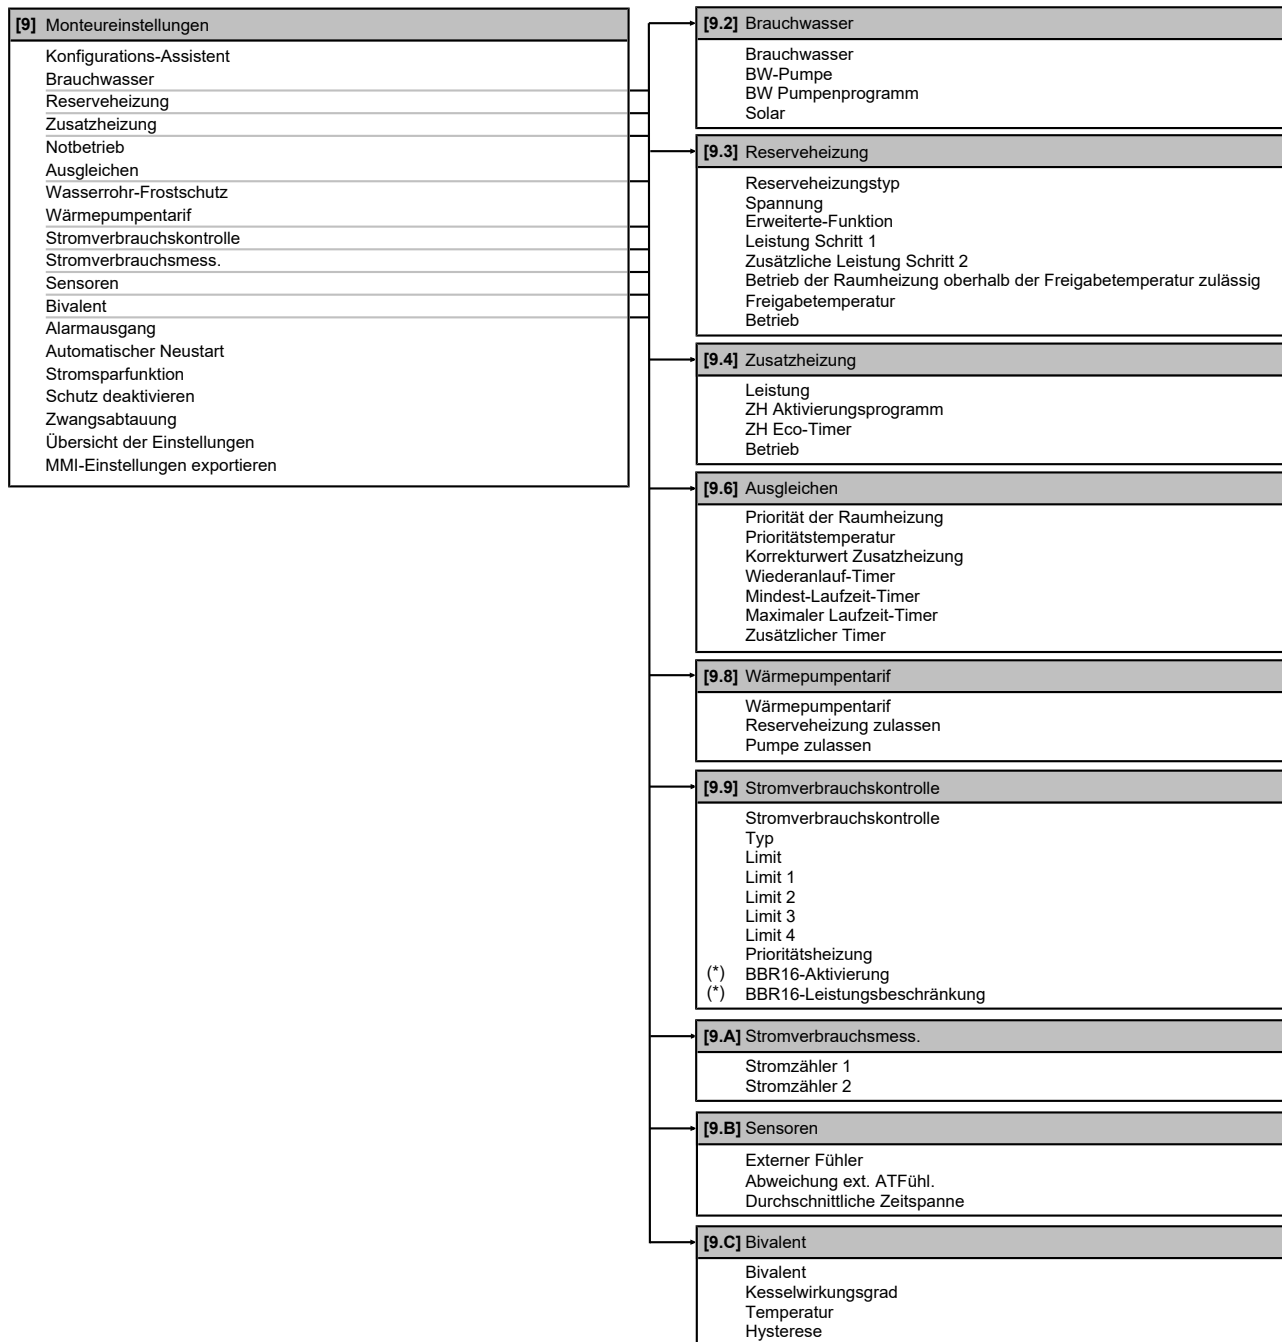 [9] Monteureinstellungen
Konfigurations-Assistent
Brauchwasser
Reserveheizung
Zusatzheizung
Notbetrieb
Ausgleichen
Wasserrohr-Frostschutz
Wärmepumpentarif
Stromverbrauchskontrolle
Stromverbrauchsmess.
Sensoren
Bivalent
Alarmausgang
Automatischer Neustart
Stromsparfunktion
Schutz deaktivieren
Zwangsabtauung
Übersicht der Einstellungen
MMI-Einstellungen exportieren
[9.2] Brauchwasser
Brauchwasser
BW-Pumpe
BW Pumpenprogramm
Solar
[9.3] Reserveheizung
Reserveheizungstyp
Spannung
Erweiterte-Funktion
Leistung Schritt 1
Zusätzliche Leistung Schritt 2
Betrieb der Raumheizung oberhalb der Freigabetemperatur zulässig
Freigabetemperatur
Betrieb
[9.4] Zusatzheizung
Leistung
ZH Aktivierungsprogramm
ZH Eco-Timer
Betrieb
[9.6] Ausgleichen
Priorität der Raumheizung
Prioritätstemperatur
Korrekturwert Zusatzheizung
Wiederanlauf-Timer
Mindest-Laufzeit-Timer
Maximaler Laufzeit-Timer
Zusätzlicher Timer
[9.8] Wärmepumpentarif
Wärmepumpentarif
Reserveheizung zulassen
Pumpe zulassen
[9.9] Stromverbrauchskontrolle
Stromverbrauchskontrolle
Typ
Limit
Limit 1
Limit 2
Limit 3
Limit 4
Prioritätsheizung
(*) BBR16-Aktivierung
(*) BBR16-Leistungsbeschränkung
[9.A] Stromverbrauchsmess.
Stromzähler 1
Stromzähler 2
[9.B] Sensoren
Externer Fühler
Abweichung ext. ATFühl.
Durchschnittliche Zeitspanne
[9.C] Bivalent
Bivalent
Kesselwirkungsgrad
Temperatur
Hysterese